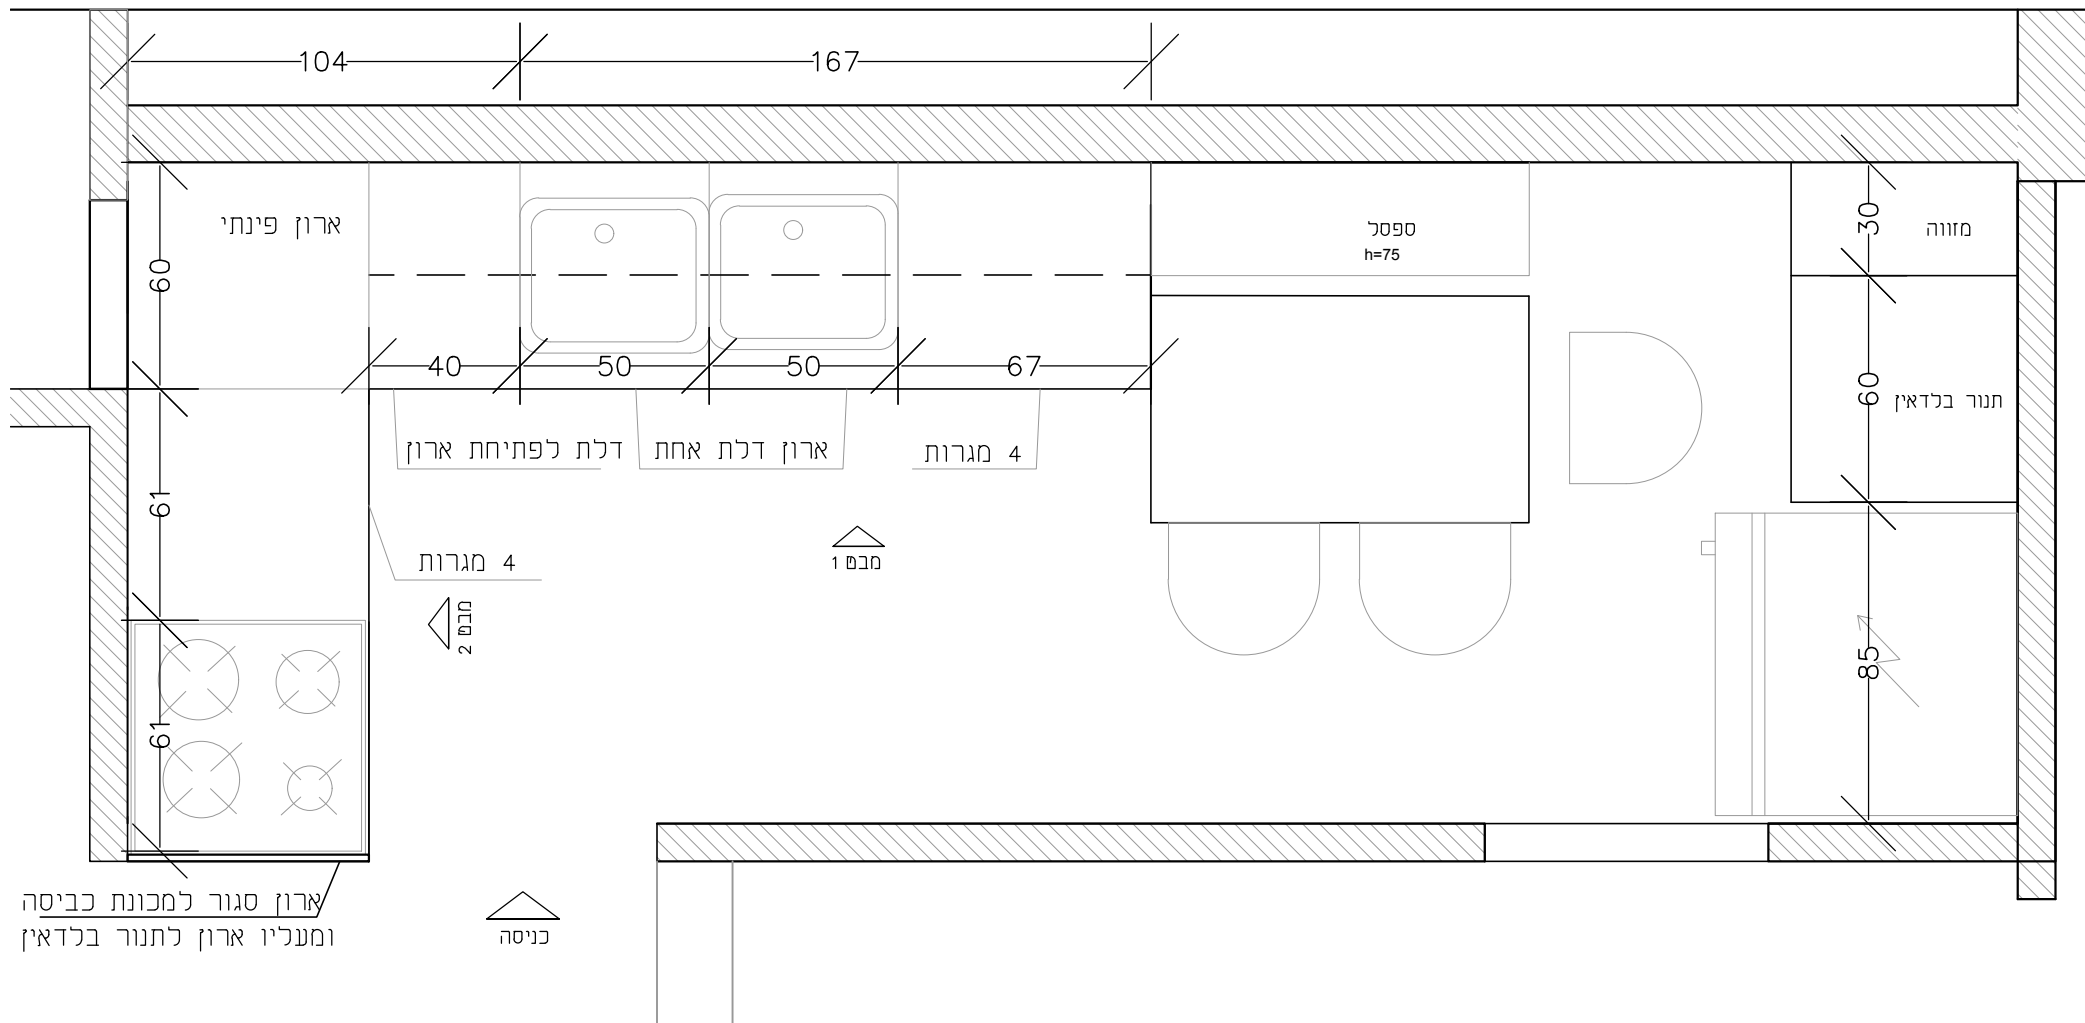 104
167
ארון פינתי
60
ספסל
h=75
30
מזווה
40
50
50
67
60
תנור בלדאין
דלת לפתיחת ארון
ארון דלת אחת
4 מגרות
61
4 מגרות
מבט 1
מבט 2
85
61
ארון סגור למכונת כביסה
ומעליו ארון לתנור בלדאין
כניסה